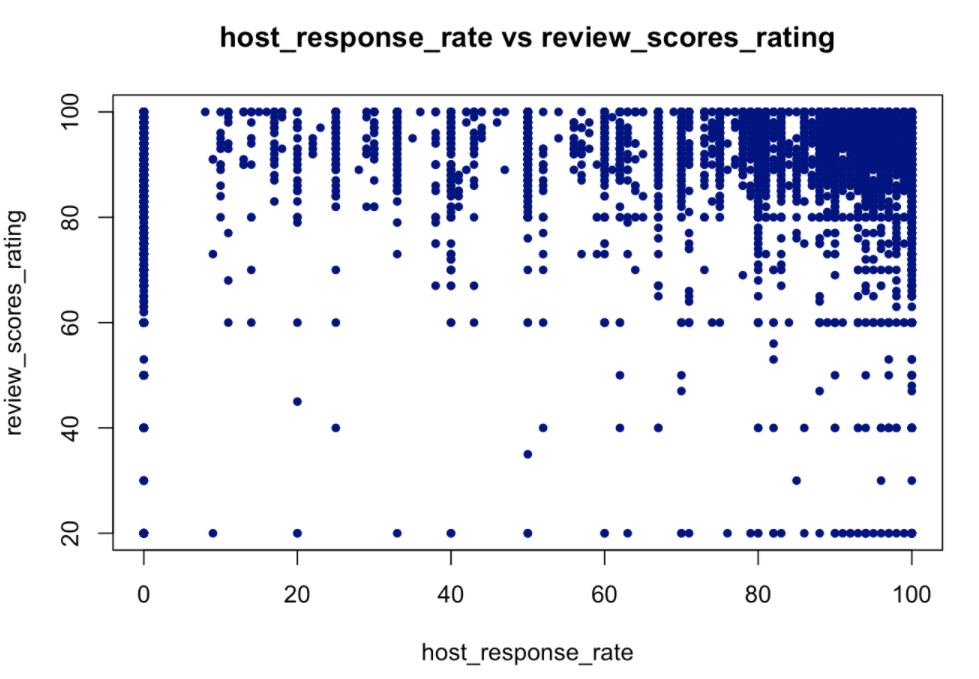 host_response_rate vs review_scores_rating
review_scores_rating
100
80
60
40
20
0 20 40 60 80 100
host_response_rate